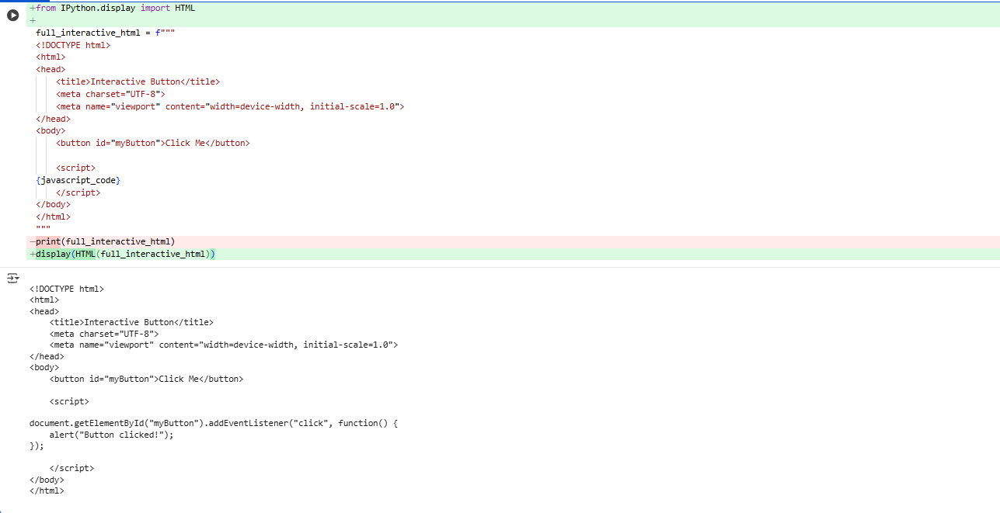 +from IPython.display import HTML
+
full_interactive_html = f"""
<!DOCTYPE html>
<html>
<head>
    <title>Interactive Button</title>
    <meta charset="UTF-8">
    <meta name="viewport" content="width=device-width, initial-scale=1.0">
</head>
<body>
    <button id="myButton">Click Me</button>
    <script>
{javascript_code}
    </script>
</body>
</html>
"""
-print(full_interactive_html)
+display(HTML(full_interactive_html))
<!DOCTYPE html>
<html>
<head>
    <title>Interactive Button</title>
    <meta charset="UTF-8">
    <meta name="viewport" content="width=device-width, initial-scale=1.0">
</head>
<body>
    <button id="myButton">Click Me</button>
    <script>
document.getElementById("myButton").addEventListener("click", function() {
    alert("Button clicked!");
});
    </script>
</body>
</html>